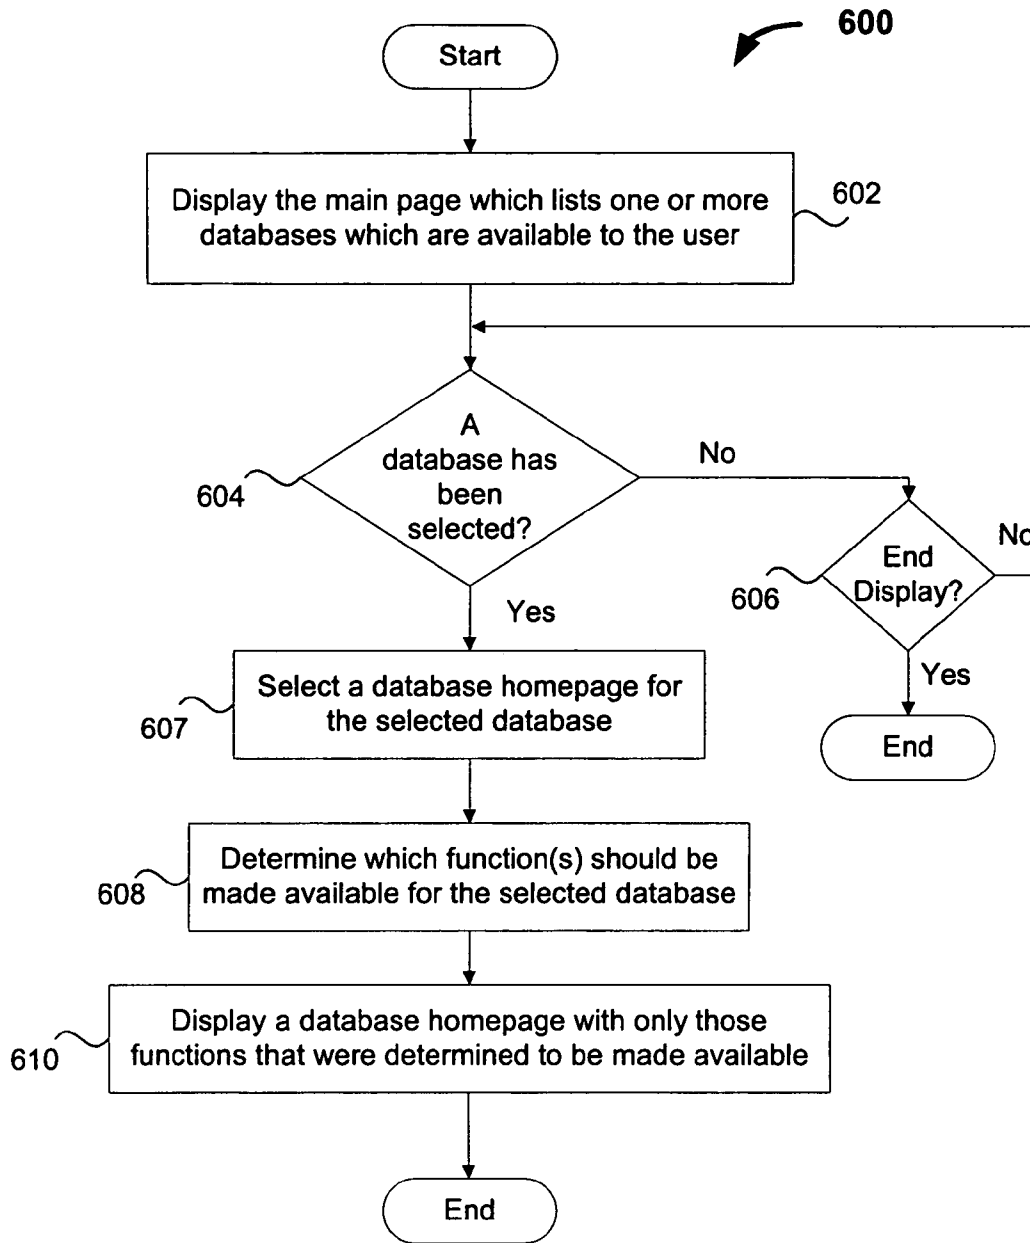 600
Start
Display the main page which lists one or more
databases which are available to the user
602
A
database has
been
selected?
604
No
End
Display?
606
No
Yes
End
Yes
Select a database homepage for
the selected database
607
Determine which function(s) should be
made available for the selected database
608
Display a database homepage with only those
functions that were determined to be made available
610
End